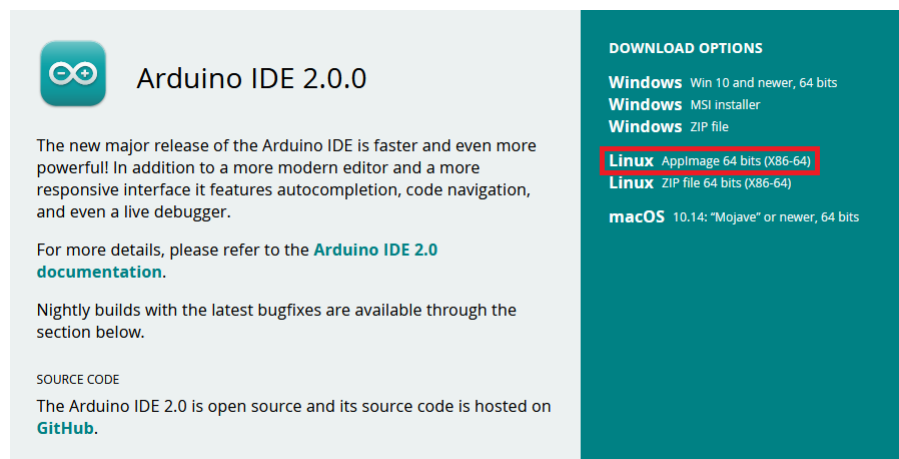 Arduino IDE 2.0.0
The new major release of the Arduino IDE is faster and even more
powerful! In addition to a more modern editor and a more
responsive interface it features autocompletion, code navigation,
and even a live debugger.
For more details, please refer to the Arduino IDE 2.0
documentation.
Nightly builds with the latest bugfixes are available through the
section below.
SOURCE CODE
The Arduino IDE 2.0 is open source and its source code is hosted on
GitHub.
DOWNLOAD OPTIONS
Windows Win 10 and newer, 64 bits
Windows MSI installer
Windows ZIP file
Linux AppImage 64 bits (X86-64)
Linux ZIP file 64 bits (X86-64)
macOS 10.14: “Mojave” or newer, 64 bits